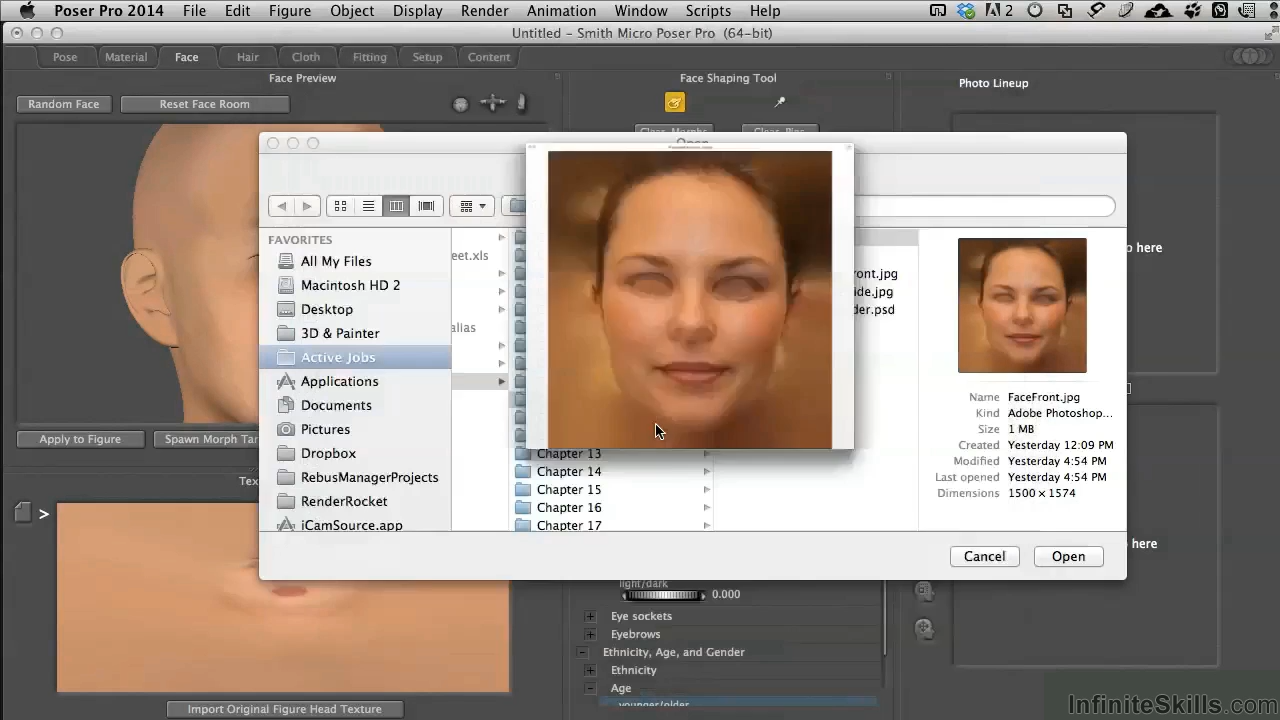 Poser Pro 2014 File Edit Figure Object Display Render Animation Window Scripts Help 2
Untitled - Smith Micro Poser Pro (64-bit)
Pose Material Face Hair Cloth Fitting Setup Content
Face Preview
Face Shaping Tool
Photo Lineup
Random Face
Reset Face Room
FAVORITES
All My Files
Macintosh HD 2
Desktop
3D & Painter
Active Jobs
Applications
Documents
Pictures
Dropbox
RebusManagerProjects
RenderRocket
iCamSource.app
eet.xls
alias
ront.jpg
ide.jpg
der.psd
Chapter 13
Chapter 14
Chapter 15
Chapter 16
Chapter 17
Name FaceFront.jpg
Kind Adobe Photoshop...
Size 1 MB
Created Yesterday 12:09 PM
Modified Yesterday 4:54 PM
Last opened Yesterday 4:54 PM
Dimensions 1500 × 1574
Cancel
Open
here
here
Apply to Figure
Spawn Morph Tar
Tex
>
light/dark
0.000
Eye sockets
Eyebrows
Ethnicity, Age, and Gender
Ethnicity
Age
younger/older
Import Original Figure Head Texture
InfiniteSkills.com